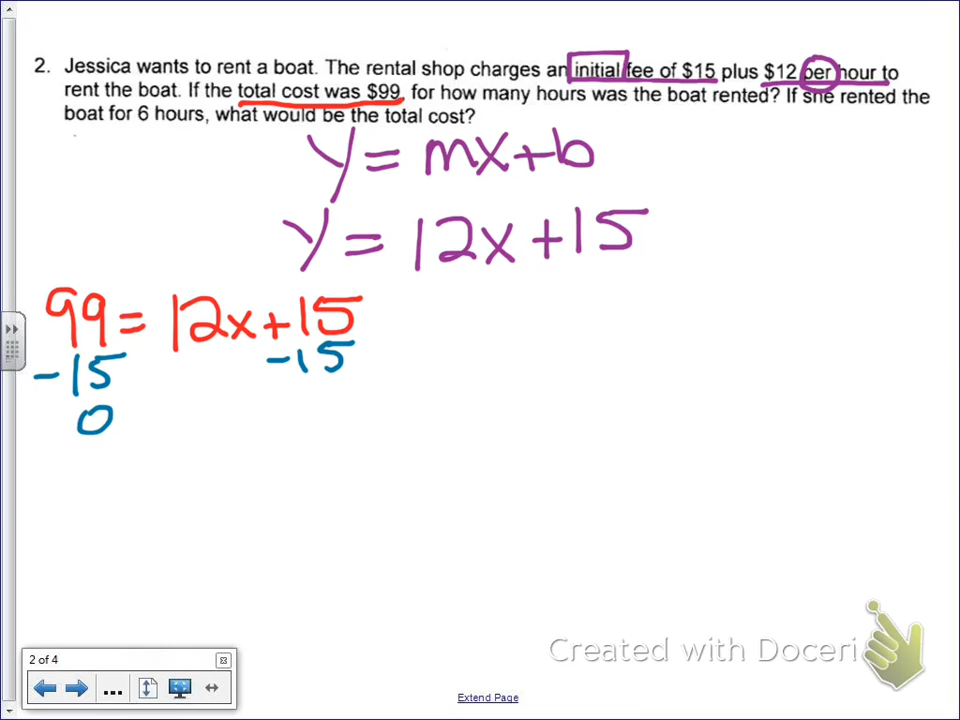 2. Jessica wants to rent a boat. The rental shop charges an initial fee of $15 plus $12 per hour to
rent the boat. If the total cost was $99, for how many hours was the boat rented? If she rented the
boat for 6 hours, what would be the total cost?
y = mx+b
y = 12x+15
99 = 12x+15
-15 -15
0
Created with Doceri
2 of 4
...
Extend Page